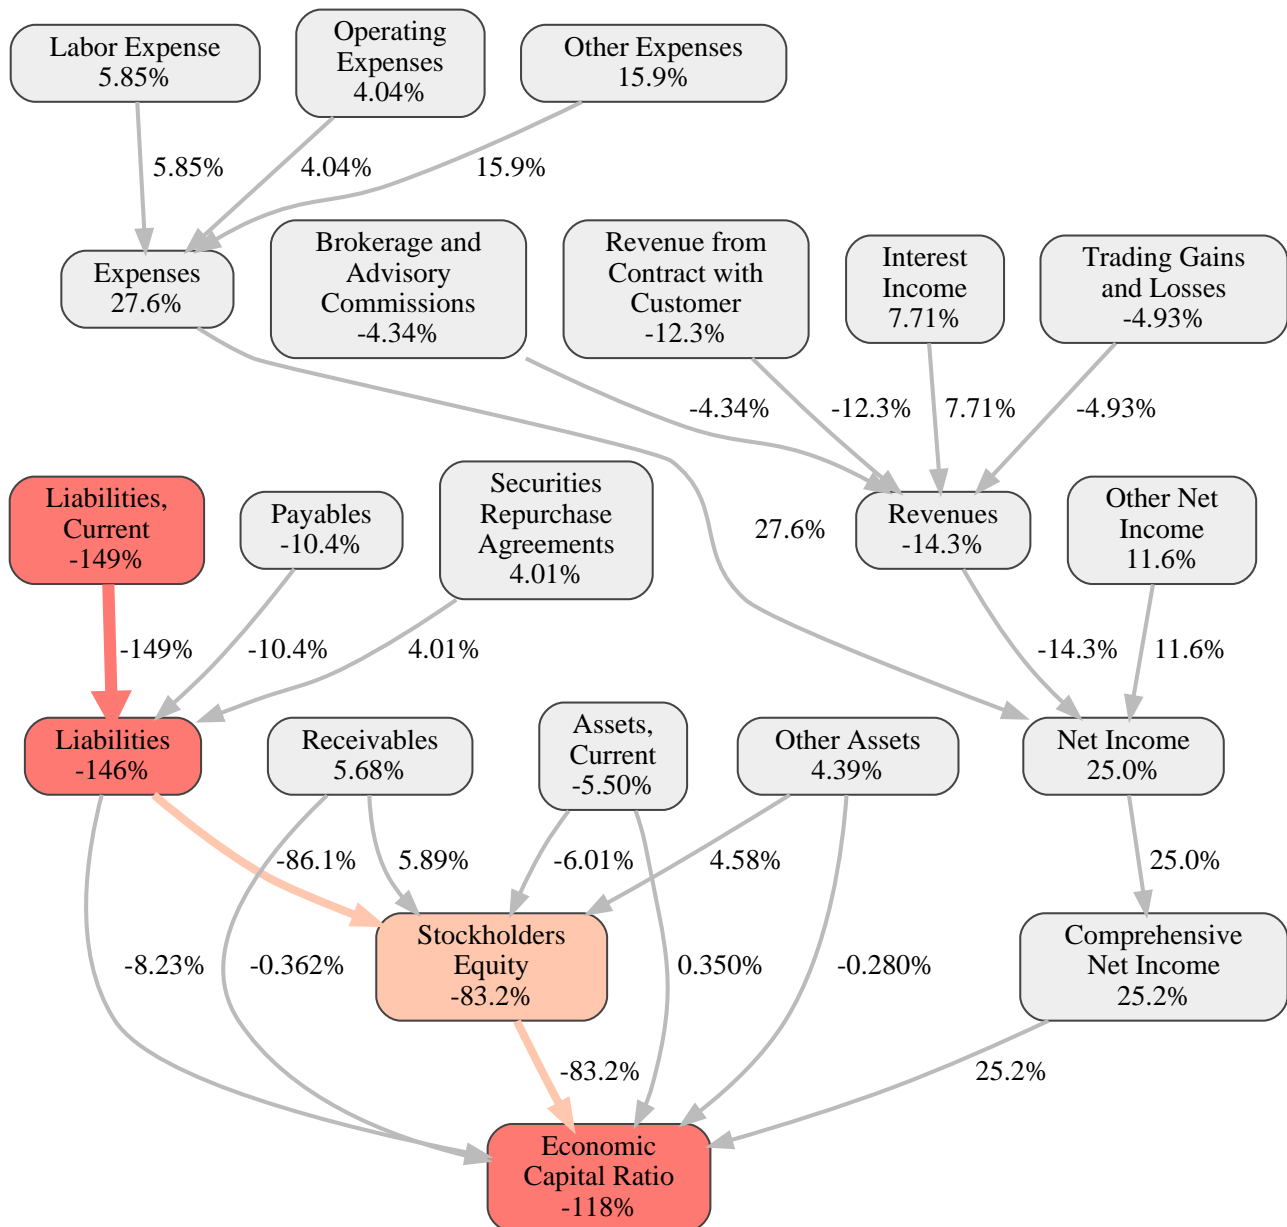 Labor Expense
5.85%
Operating
Expenses
4.04%
Other Expenses
15.9%
5.85%
4.04%
15.9%
Expenses
27.6%
Brokerage and
Advisory
Commissions
-4.34%
Revenue from
Contract with
Customer
-12.3%
Interest
Income
7.71%
Trading Gains
and Losses
-4.93%
-4.34%
-12.3%
7.71%
-4.93%
Liabilities,
Current
-149%
Payables
-10.4%
Securities
Repurchase
Agreements
4.01%
27.6%
Revenues
-14.3%
Other Net
Income
11.6%
-149%
-10.4%
4.01%
-14.3%
11.6%
Liabilities
-146%
Receivables
5.68%
Assets,
Current
-5.50%
Other Assets
4.39%
Net Income
25.0%
-86.1%
5.89%
-6.01%
4.58%
25.0%
-8.23%
-0.362%
Stockholders
Equity
-83.2%
0.350%
-0.280%
Comprehensive
Net Income
25.2%
-83.2%
25.2%
Economic
Capital Ratio
-118%